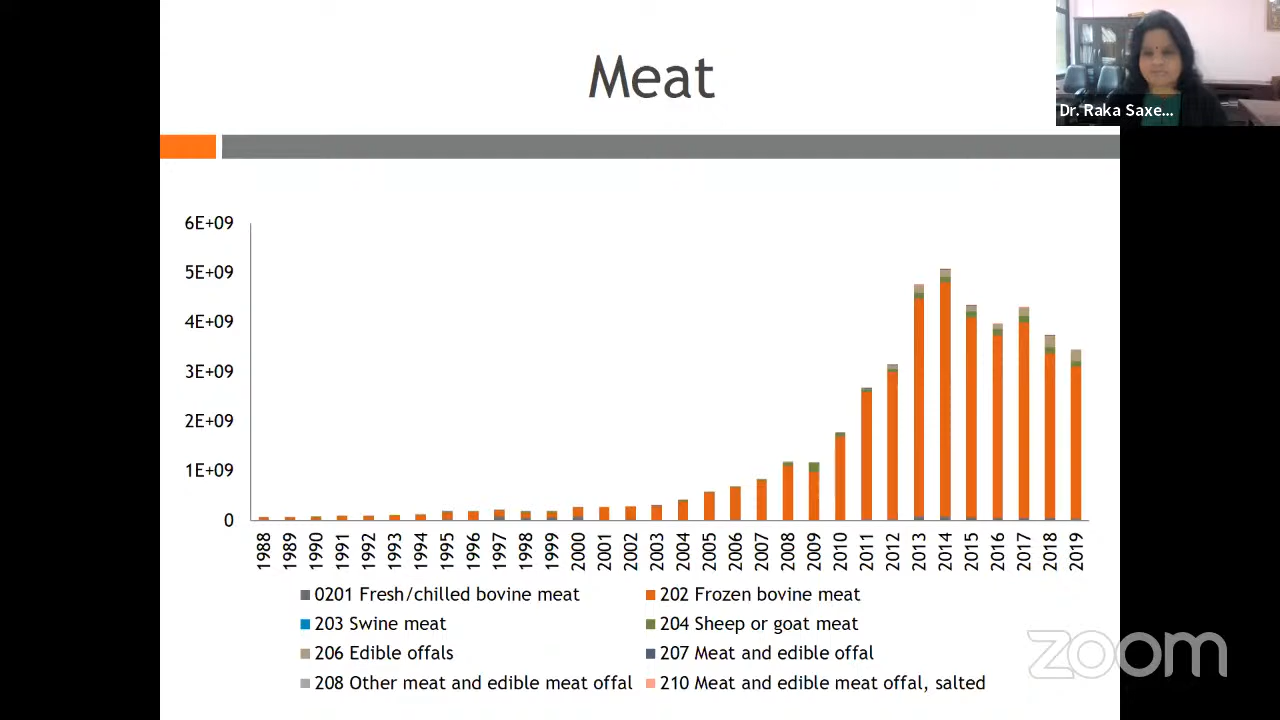 Meat
Dr. Raka Saxe...
6E+09
5E+09
4E+09
3E+09
2E+09
1E+09
0
1988 1989 1990 1991 1992 1993 1994 1995 1996 1997 1998 1999 2000 2001 2002 2003 2004 2005 2006 2007 2008 2009 2010 2011 2012 2013 2014 2015 2016 2017 2018 2019
0201 Fresh/chilled bovine meat
202 Frozen bovine meat
203 Swine meat
204 Sheep or goat meat
206 Edible offals
207 Meat and edible offal
208 Other meat and edible meat offal
210 Meat and edible meat offal, salted
zoom